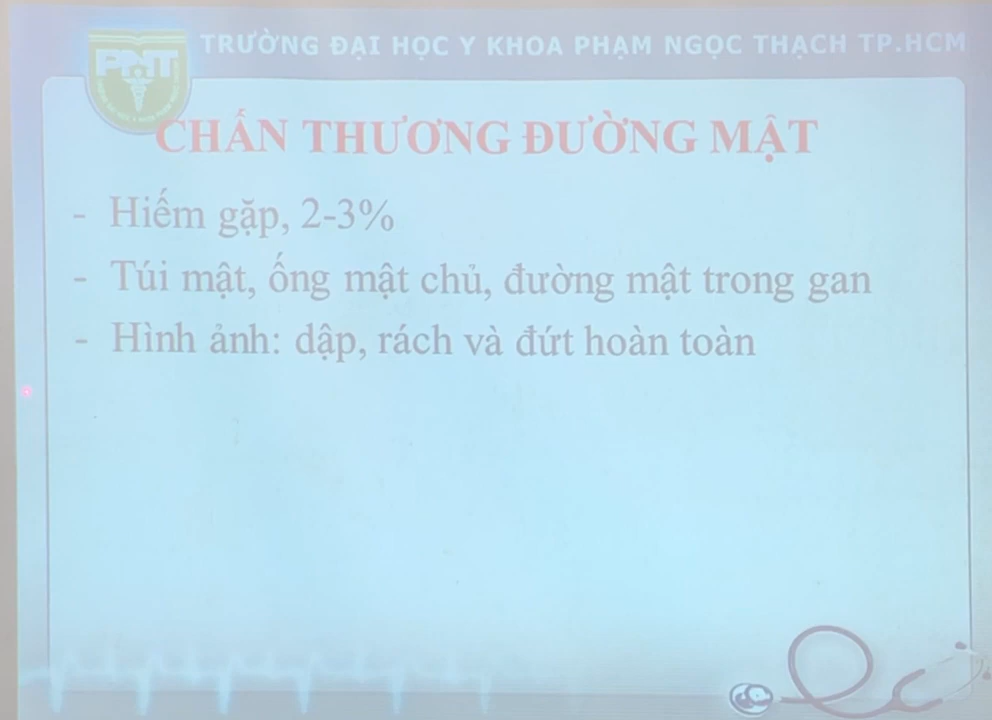 TRƯỜNG ĐẠI HỌC Y KHOA PHẠM NGỌC THẠCH TP.HCM
PNT
CHẤN THƯƠNG ĐƯỜNG MẬT
- Hiếm gặp, 2-3%
- Túi mật, ống mật chủ, đường mật trong gan
- Hình ảnh: dập, rách và đứt hoàn toàn